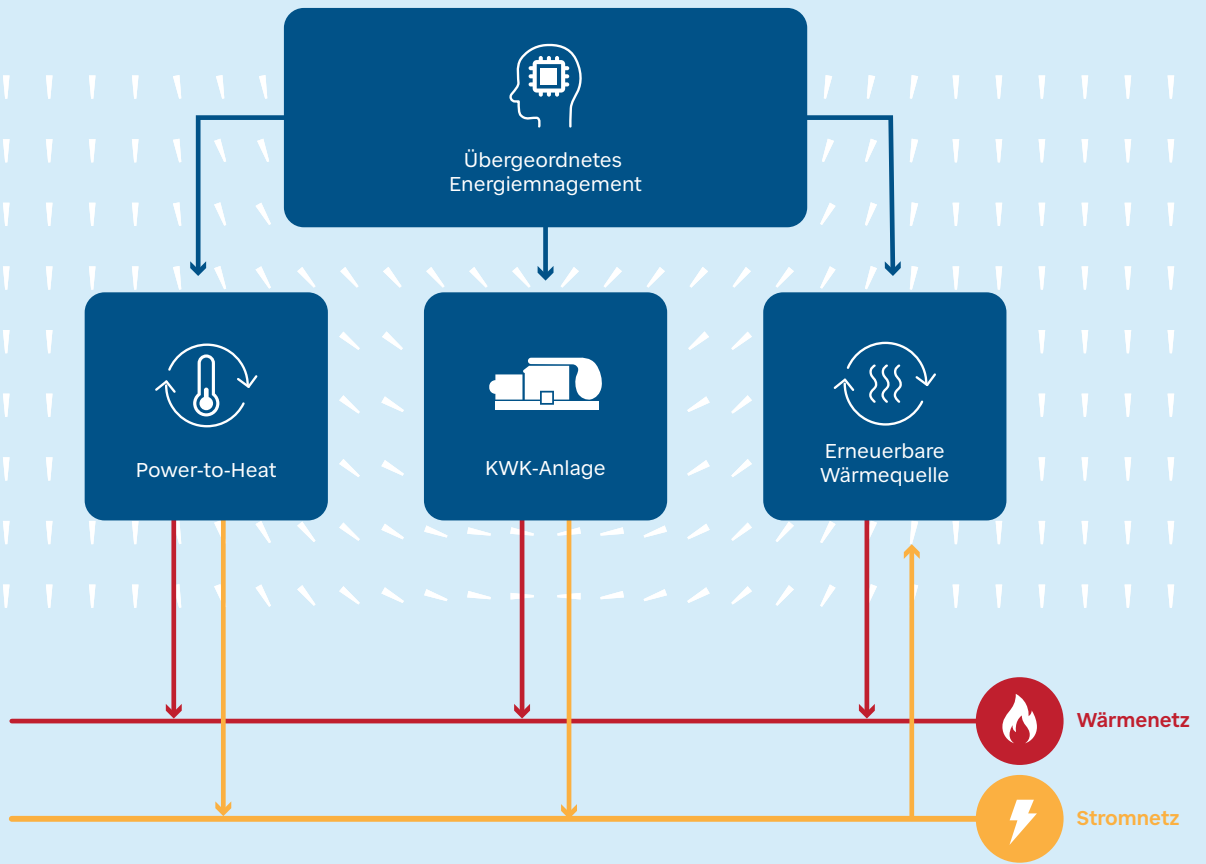 Übergeordnetes
Energiemnagement
Power-to-Heat
KWK-Anlage
Erneuerbare
Wärmequelle
Wärmenetz
Stromnetz